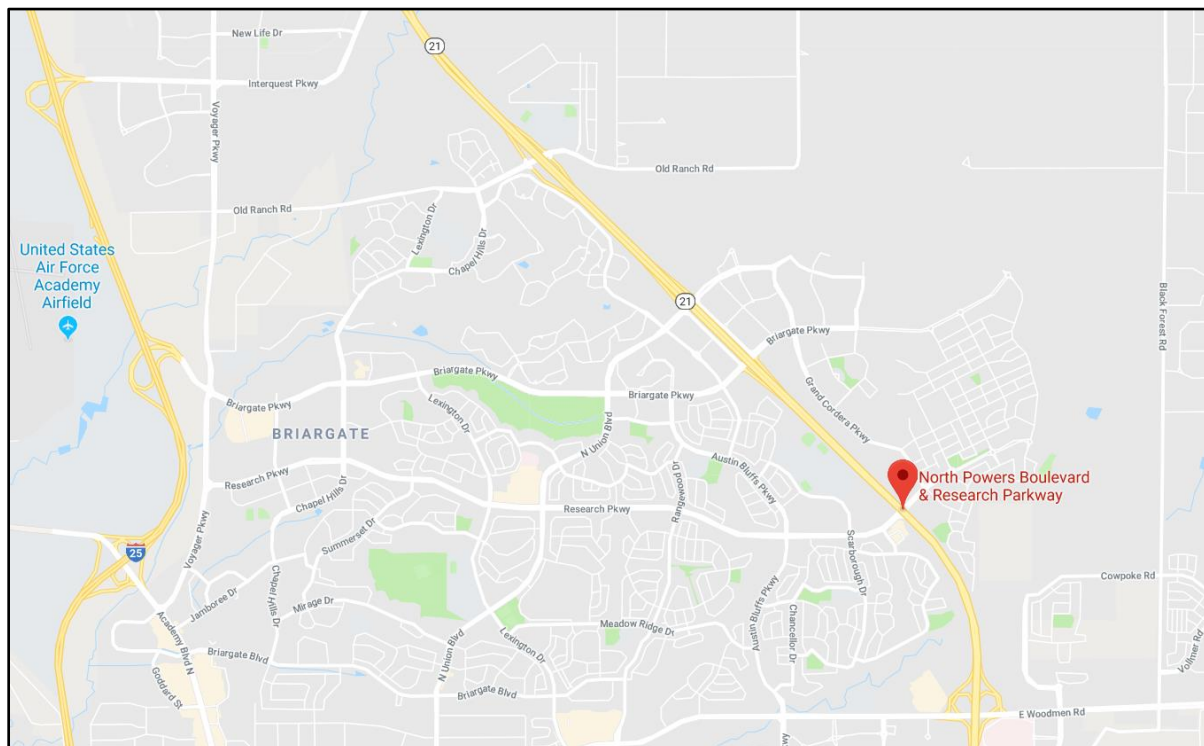 New Life Dr
21
Interquest Pkwy
Voyager Pkwy
Old Ranch Rd
Old Ranch Rd
Lexington Dr
Chapel Hills Dr
United States
Air Force
Academy
Airfield
21
Black Forest Rd
Briargate Pkwy
Briargate Pkwy
Briargate Pkwy
Briargate Pkwy
Grand Cordera Pkwy
Lexington Dr
N Union Blvd
BRIARGATE
Austin Bluffs Pkwy
Research Pkwy
Rangewood Dr
North Powers Boulevard
& Research Parkway
Chapel Hills Dr
Research Pkwy
Summerset Dr
Voyager Pkwy
25
Scarborough Dr
Cowpoke Rd
Chapel Hills Dr
Jamboree Dr
Mirage Dr
Academy Blvd N
Meadow Ridge Dr
Austin Bluffs Pkwy
Chancellor Dr
Vollmer Rd
Lexington Dr
N Union Blvd
Briargate Blvd
Goddard St
Briargate Blvd
E Woodmen Rd